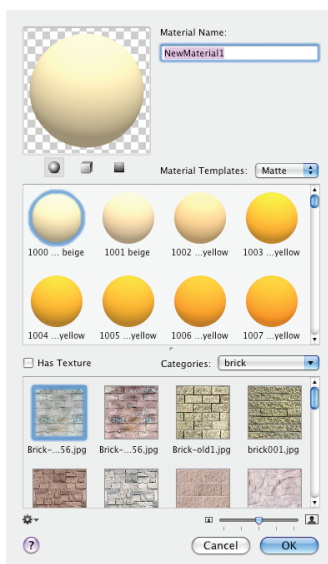 Material Name:
NewMaterial1
Material Templates: Matte
1000 ... beige 1001 beige 1002 ...yellow 1003 ...yellow
1004 ...yellow 1005 ...yellow 1006 ...yellow 1007 ...yellow
Has Texture Categories: brick
Brick-...56.jpg Brick-...56.jpg Brick-old1.jpg brick001.jpg
? Cancel OK